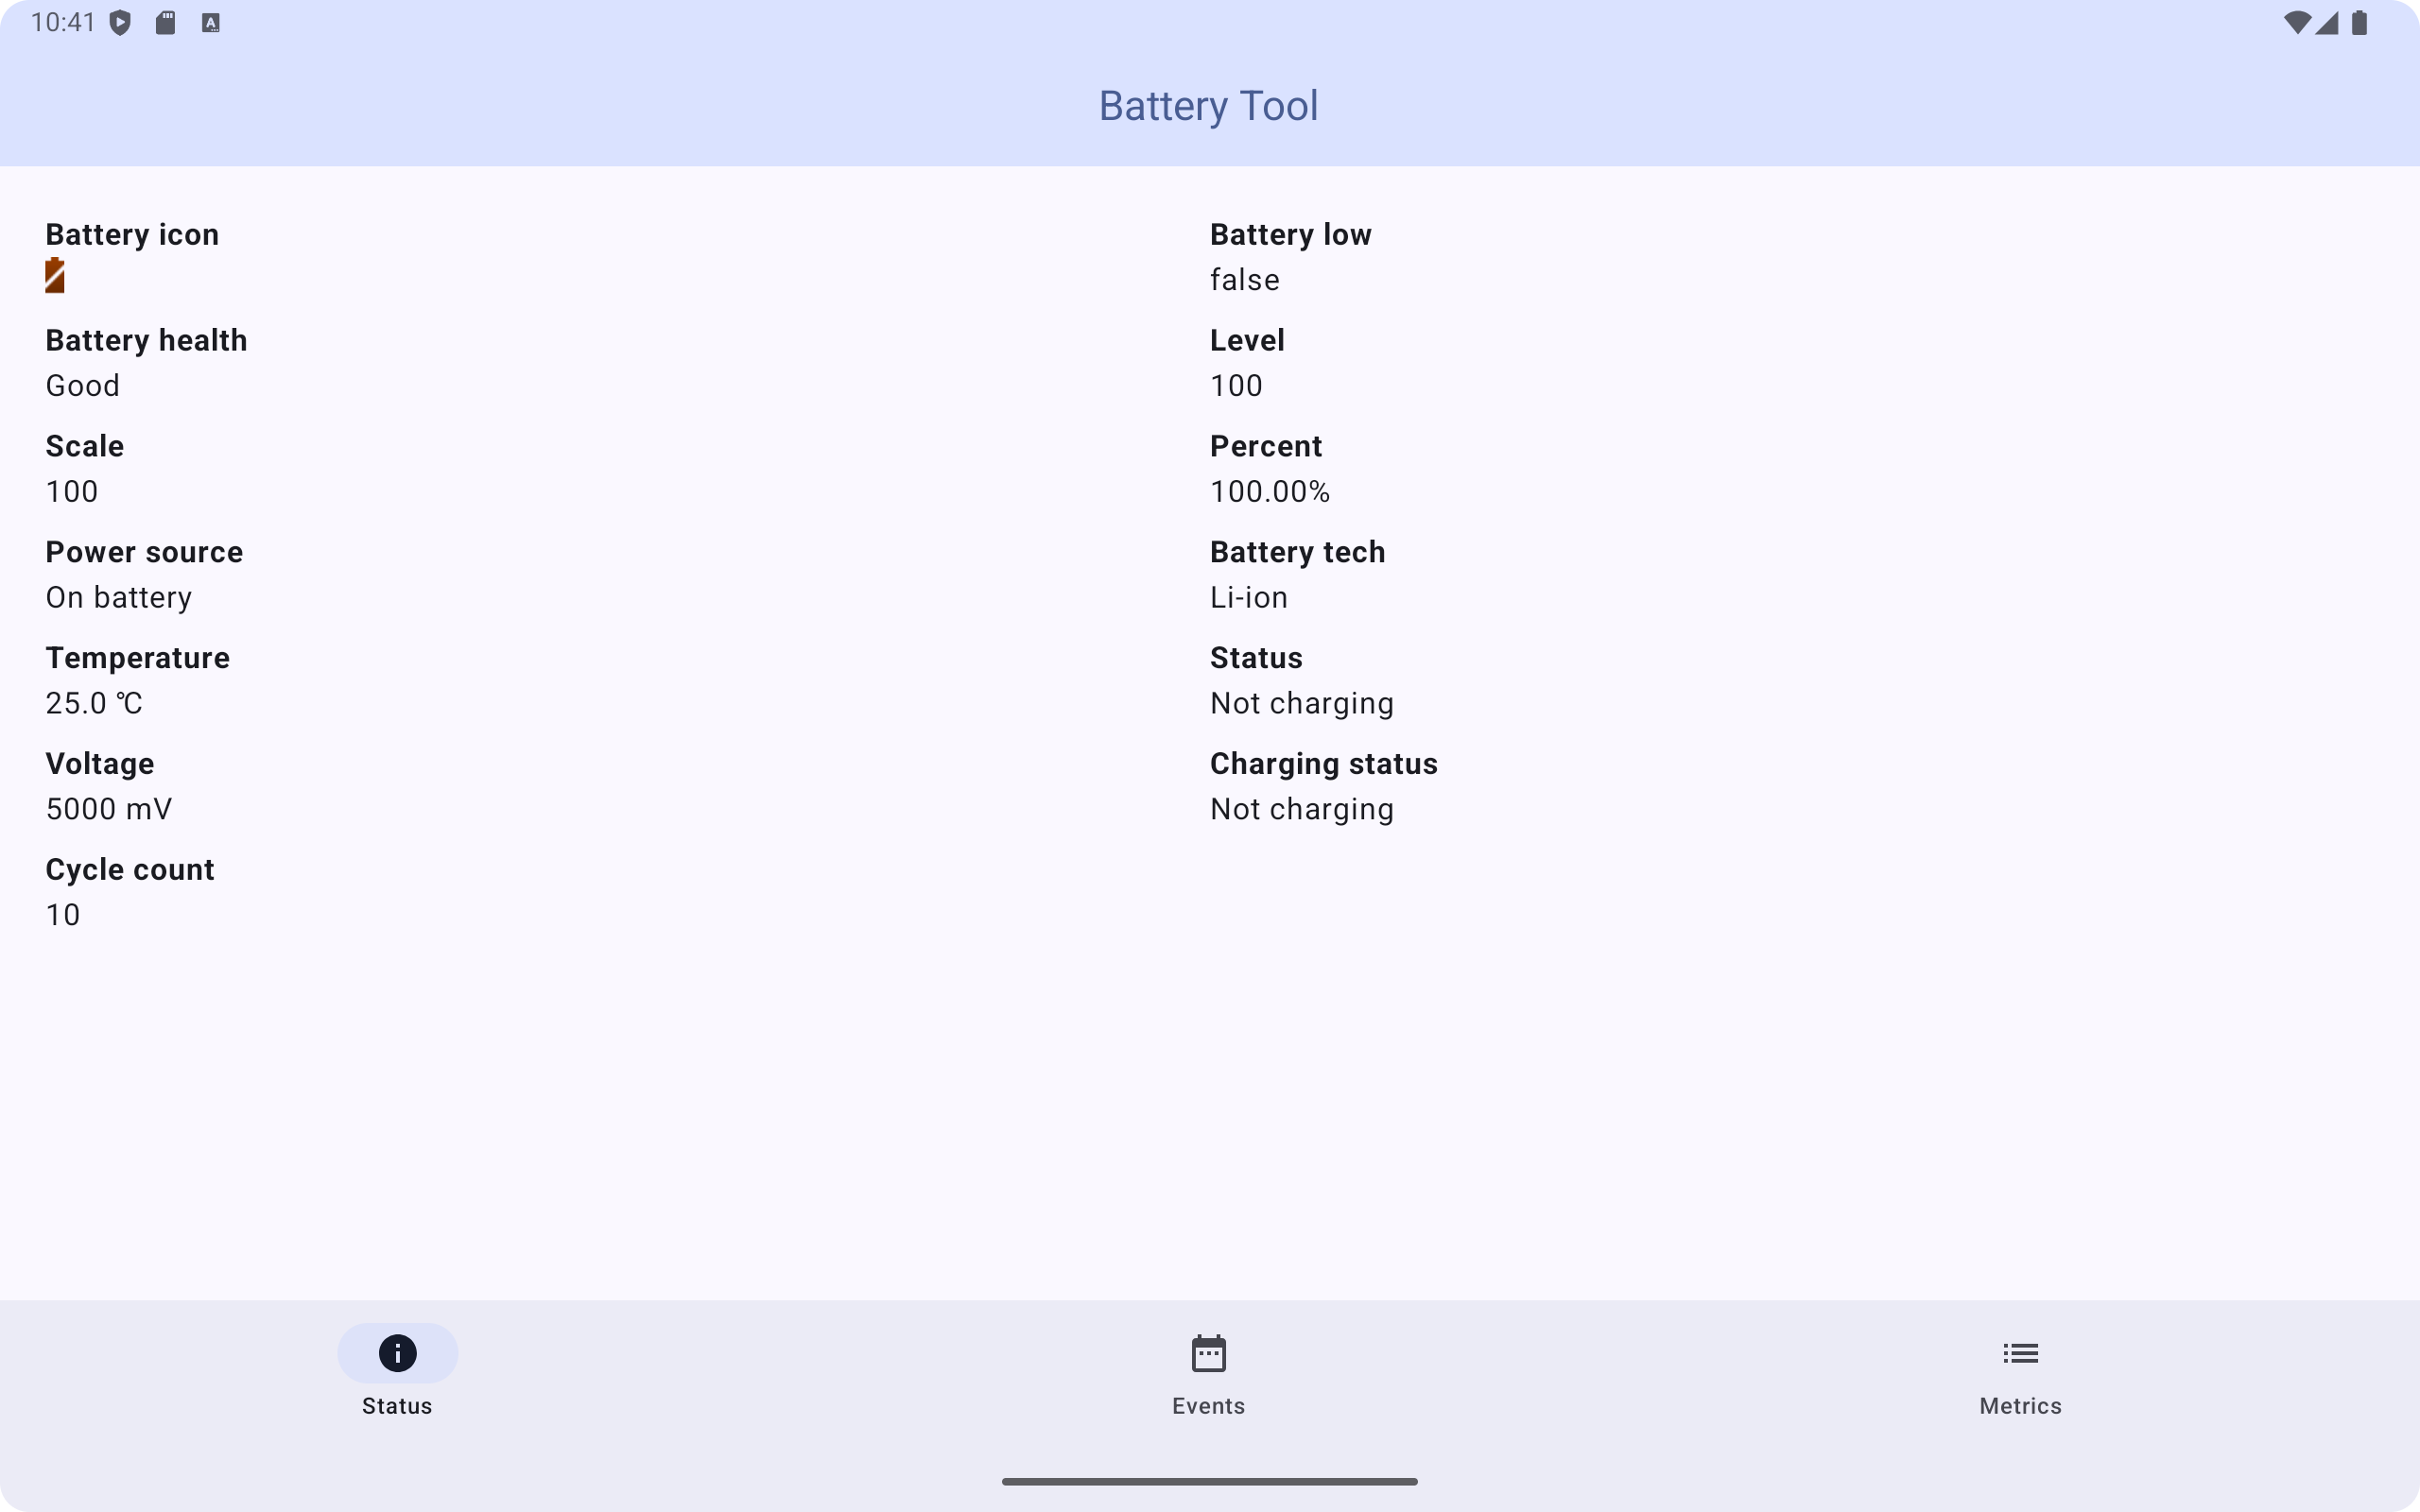 10:41
Battery Tool
Battery icon
Battery low
false
Battery health
Good
Level
100
Scale
100
Percent
100.00%
Power source
On battery
Battery tech
Li-ion
Temperature
25.0 ℃
Status
Not charging
Voltage
5000 mV
Charging status
Not charging
Cycle count
10
Status
Events
Metrics